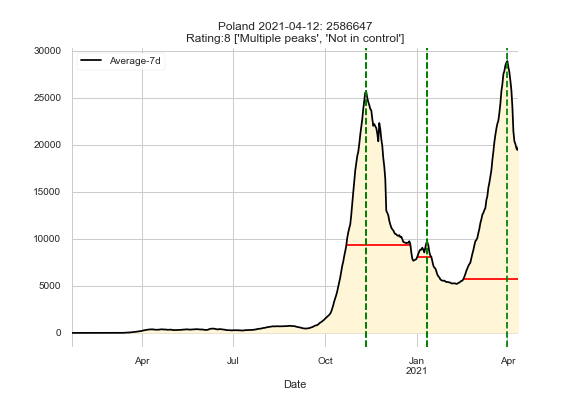 Poland 2021-04-12: 2586647
Rating:8 ['Multiple peaks', 'Not in control']
30000
Average-7d
25000
20000
15000
10000
5000
0
Apr Jul Oct Jan Apr
2021
Date